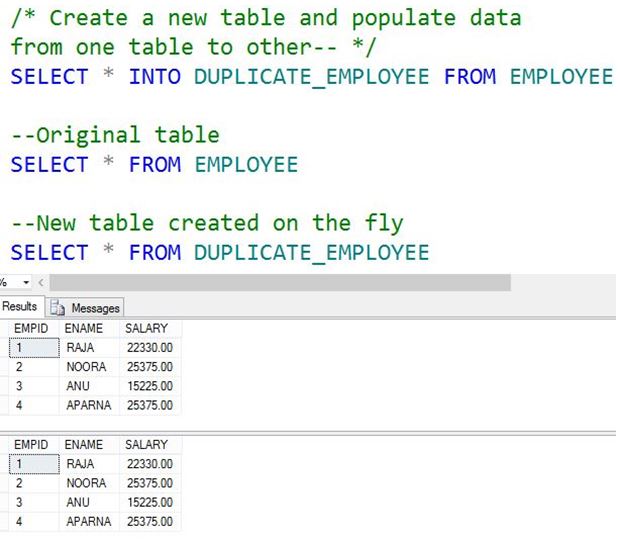 /* Create a new table and populate data
from one table to other-- */
SELECT * INTO DUPLICATE_EMPLOYEE FROM EMPLOYEE
--Original table
SELECT * FROM EMPLOYEE
--New table created on the fly
SELECT * FROM DUPLICATE_EMPLOYEE
%
Results Messages
EMPID ENAME SALARY
1 RAJA 22330.00
2 NOORA 25375.00
3 ANU 15225.00
4 APARNA 25375.00
EMPID ENAME SALARY
1 RAJA 22330.00
2 NOORA 25375.00
3 ANU 15225.00
4 APARNA 25375.00